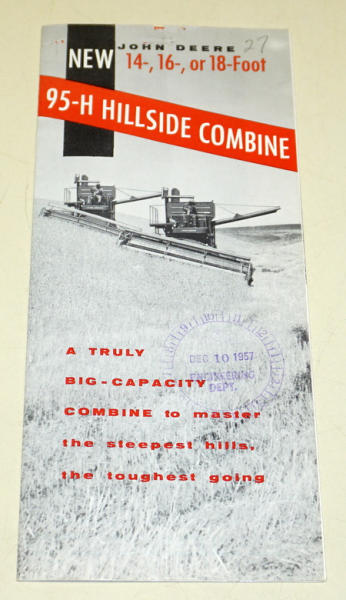 JOHN DEERE 27
NEW 14-, 16-, or 18-Foot
95-H HILLSIDE COMBINE
DEC 10 1957
ENGINEERING
DEPT.
A TRULY
BIG-CAPACITY
COMBINE to master
the steepest hills,
the toughest going